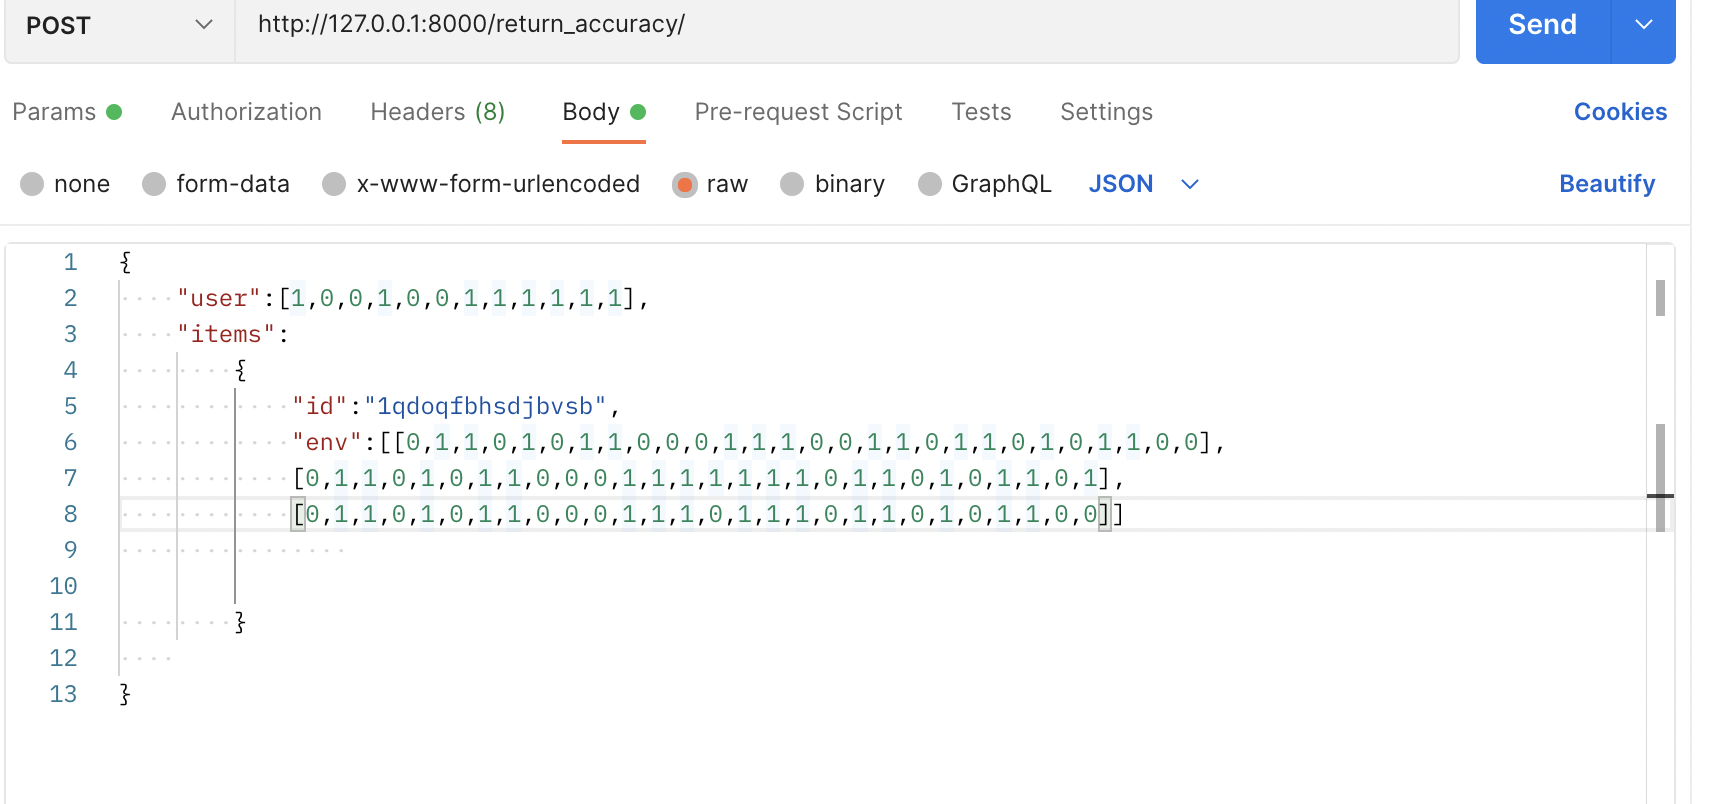 POST http://127.0.0.1:8000/return_accuracy/ Send
Params Authorization Headers (8) Body Pre-request Script Tests Settings Cookies
none form-data x-www-form-urlencoded raw binary GraphQL JSON Beautify
1 {
2 "user":[1,0,0,1,0,0,1,1,1,1,1,1],
3 "items":
4 {
5 "id":"1qdoqfbhsdjbvsb",
6 "env":[[0,1,1,0,1,0,1,1,0,0,0,1,1,1,0,0,1,1,0,1,1,0,1,0,1,1,0,0],
7 [0,1,1,0,1,0,1,1,0,0,0,1,1,1,1,1,1,1,0,1,1,0,1,0,1,1,0,1],
8 [0,1,1,0,1,0,1,1,0,0,0,1,1,1,0,1,1,1,0,1,1,0,1,0,1,1,0,0]]
9
10
11 }
12
13 }